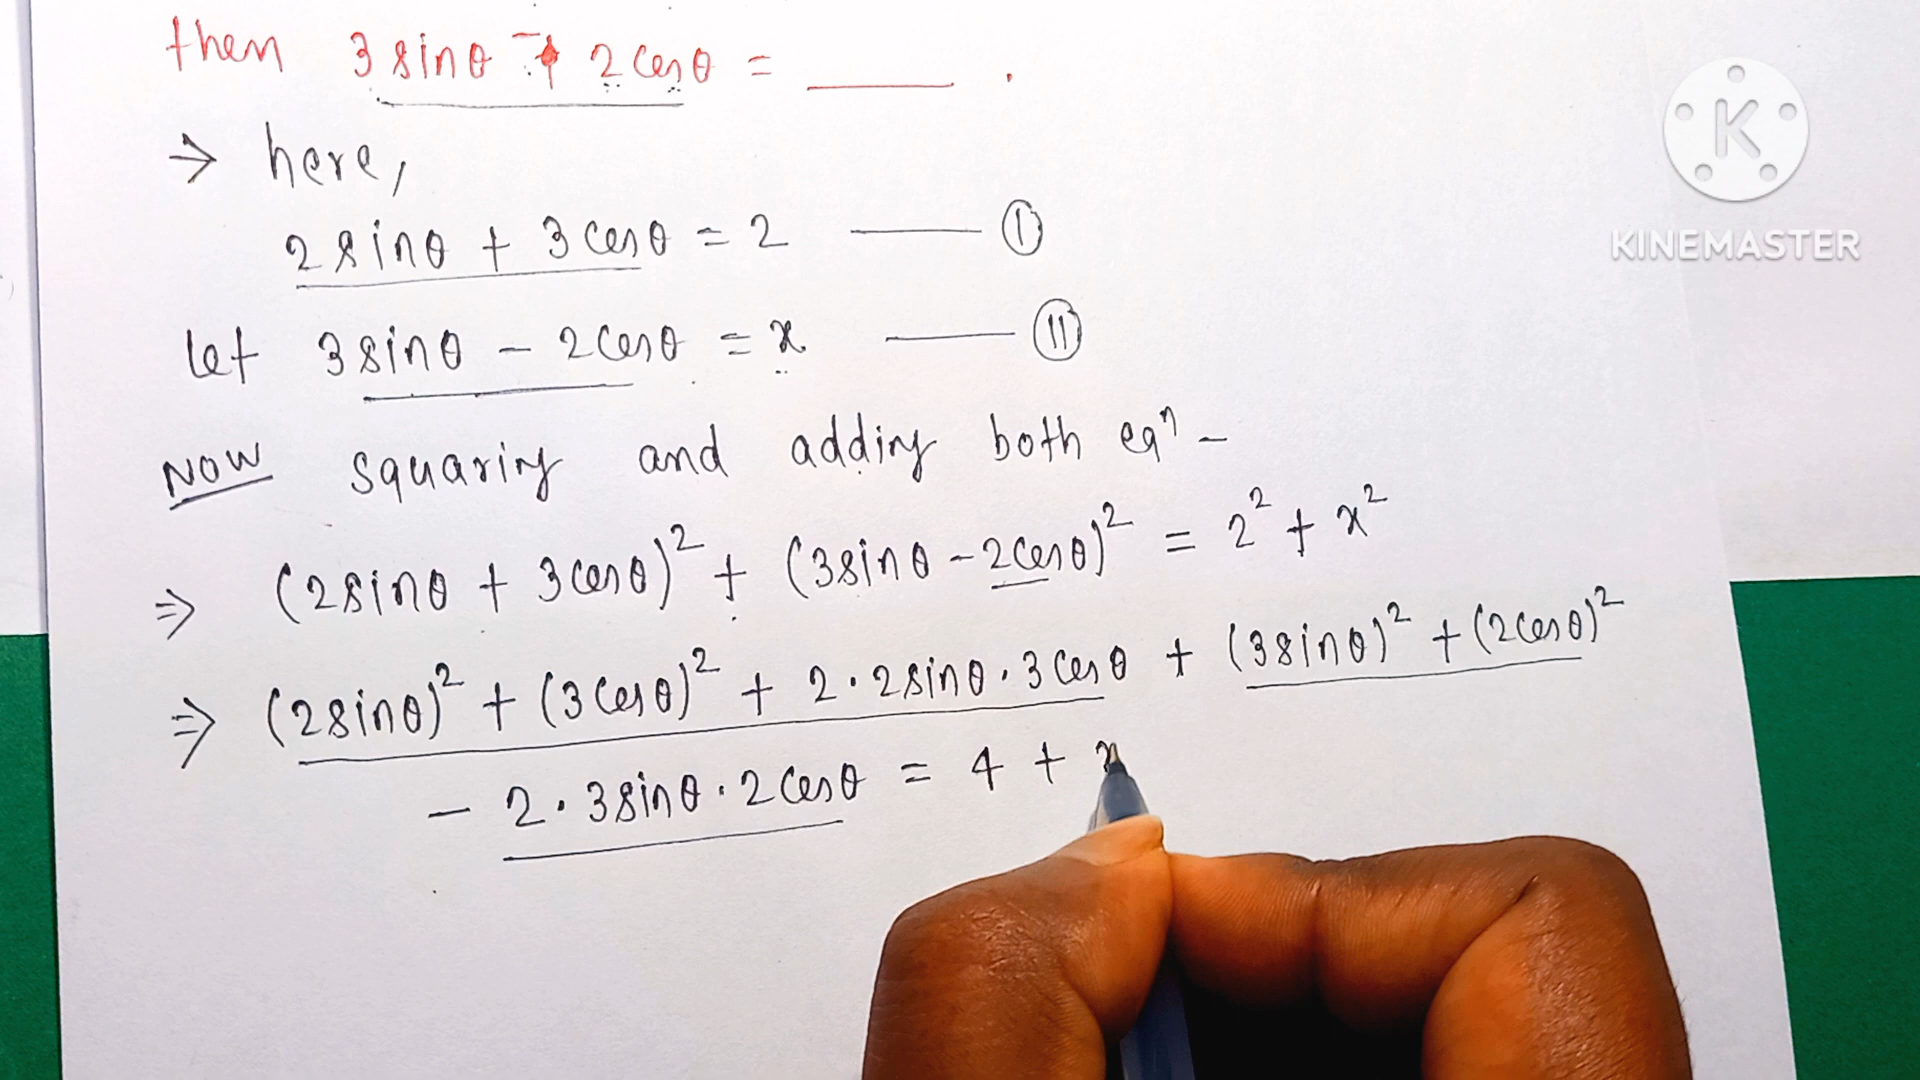 then 3 sinθ - 2 cosθ = ______ .
K
KINEMASTER
→ here,
2 sinθ + 3 cosθ = 2 —— (I)
let 3 sinθ - 2 cosθ = x —— (II)
NOW squaring and adding both eqⁿ -
⇒ (2 sinθ + 3 cosθ)² + (3 sinθ - 2 cosθ)² = 2² + x²
⇒ (2 sinθ)² + (3 cosθ)² + 2 · 2 sinθ · 3 cosθ + (3 sinθ)² + (2 cosθ)²
- 2 · 3 sinθ · 2 cosθ = 4 + x